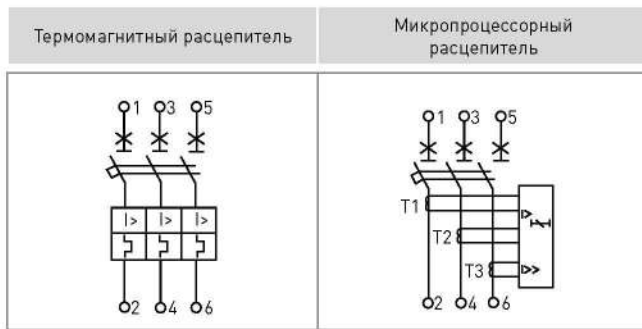 Термомагнитный расцепитель
Микропроцессорный
расцепитель
1 3 5
I> I> I>
2 4 6
1 3 5
T1
I>
T2
T3
I>>
2 4 6